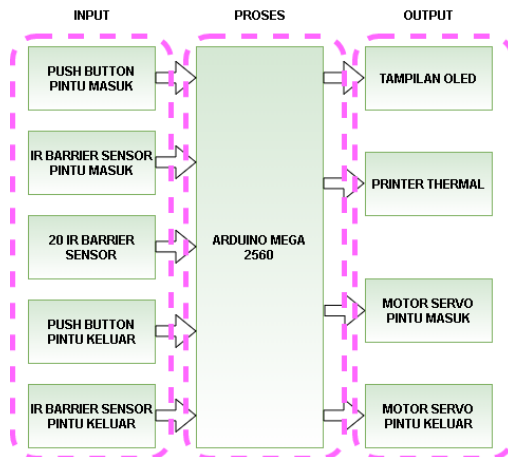 INPUT
PROSES
OUTPUT
PUSH BUTTON
PINTU MASUK
IR BARRIER SENSOR
PINTU MASUK
20 IR BARRIER
SENSOR
PUSH BUTTON
PINTU KELUAR
IR BARRIER SENSOR
PINTU KELUAR
ARDUINO MEGA
2560
TAMPILAN OLED
PRINTER THERMAL
MOTOR SERVO
PINTU MASUK
MOTOR SERVO
PINTU KELUAR